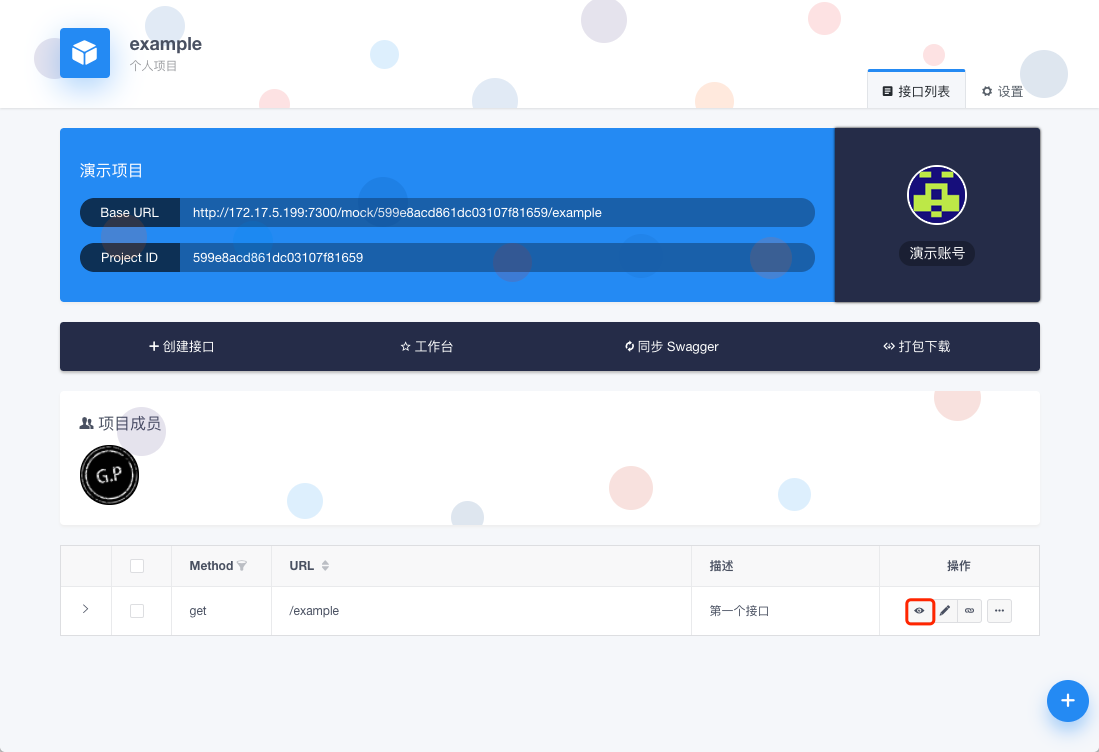 example
个人项目
接口列表
设置
演示项目
Base URL
http://172.17.5.199:7300/mock/599e8acd861dc03107f81659/example
Project ID
599e8acd861dc03107f81659
演示账号
创建接口
工作台
同步 Swagger
打包下载
项目成员
G.P
Method
URL
描述
操作
get
/example
第一个接口